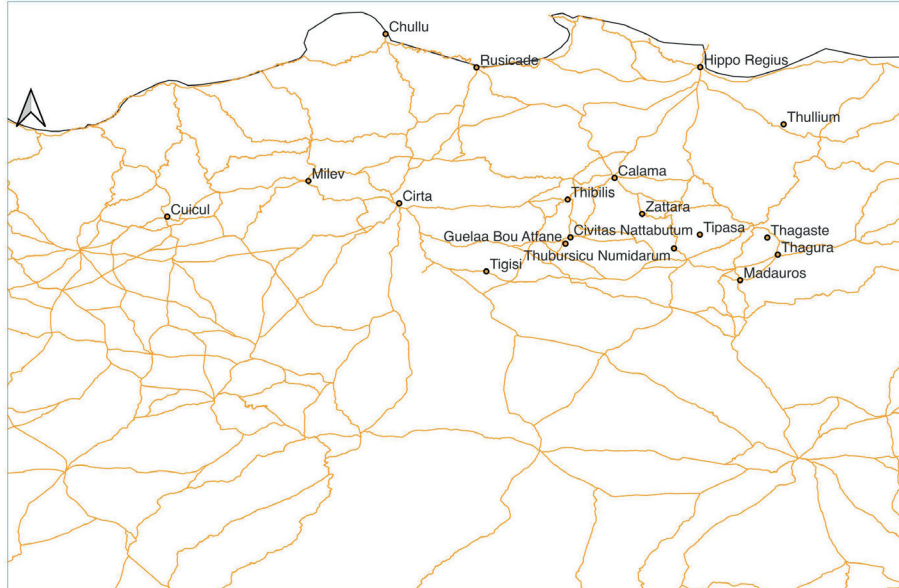 Chullu
Rusicade
Hippo Regius
Thullium
Milev
Calama
Cirta
Thibilis
Cuicul
Zattara
Guelaa Bou Atfane
Civitas Nattabutum
Tipasa
Thagaste
Thubursicu Numidarum
Thagura
Tigisi
Madauros